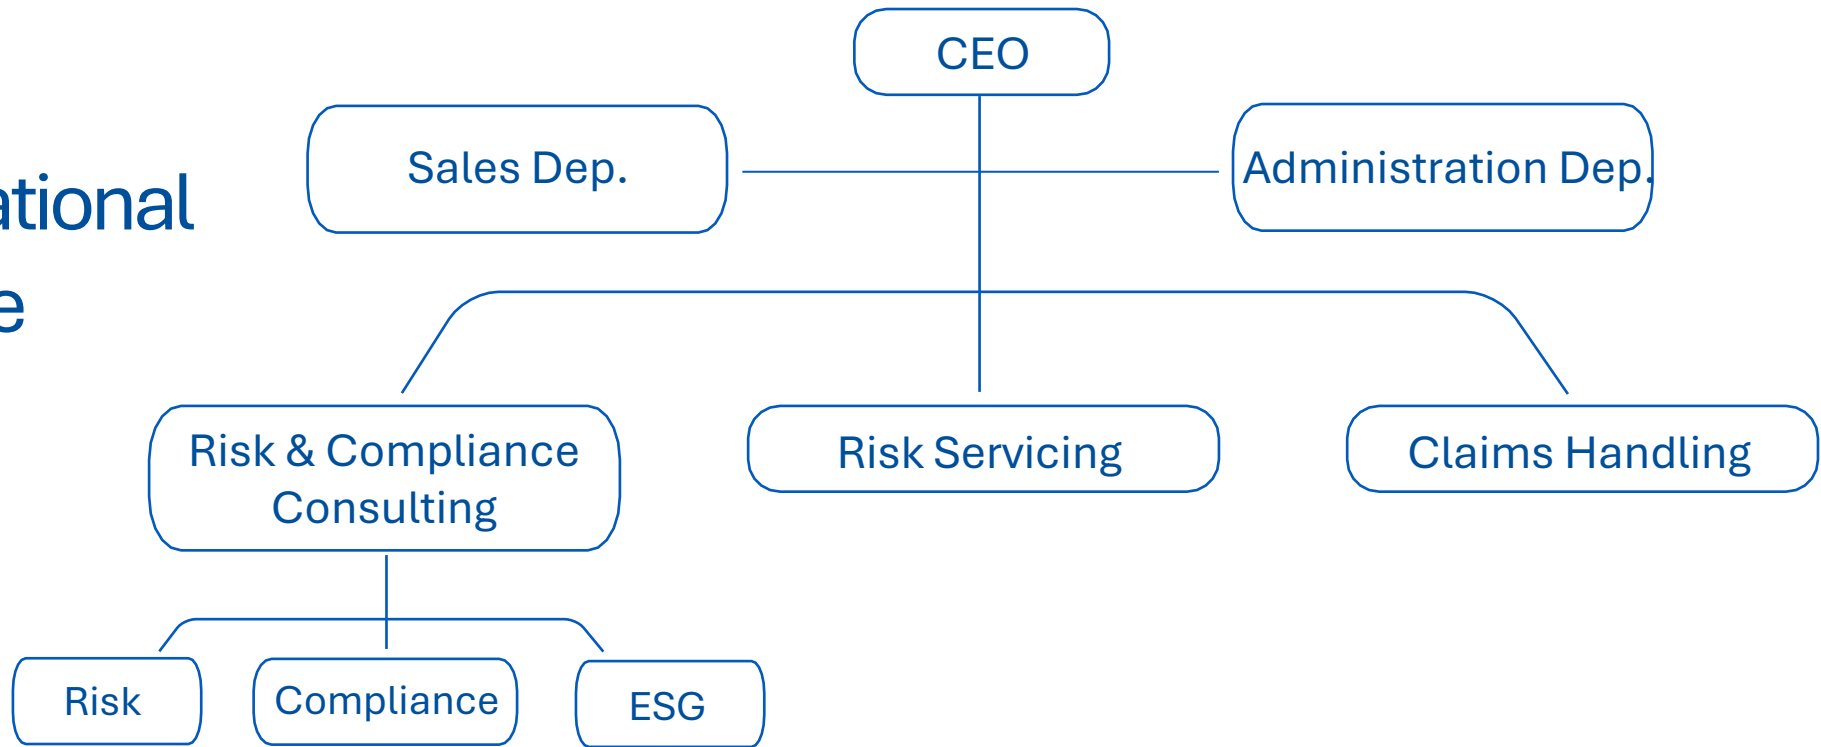 CEO
Sales Dep.
Administration Dep.
ational
e
Risk & Compliance
Consulting
Risk Servicing
Claims Handling
Risk
Compliance
ESG